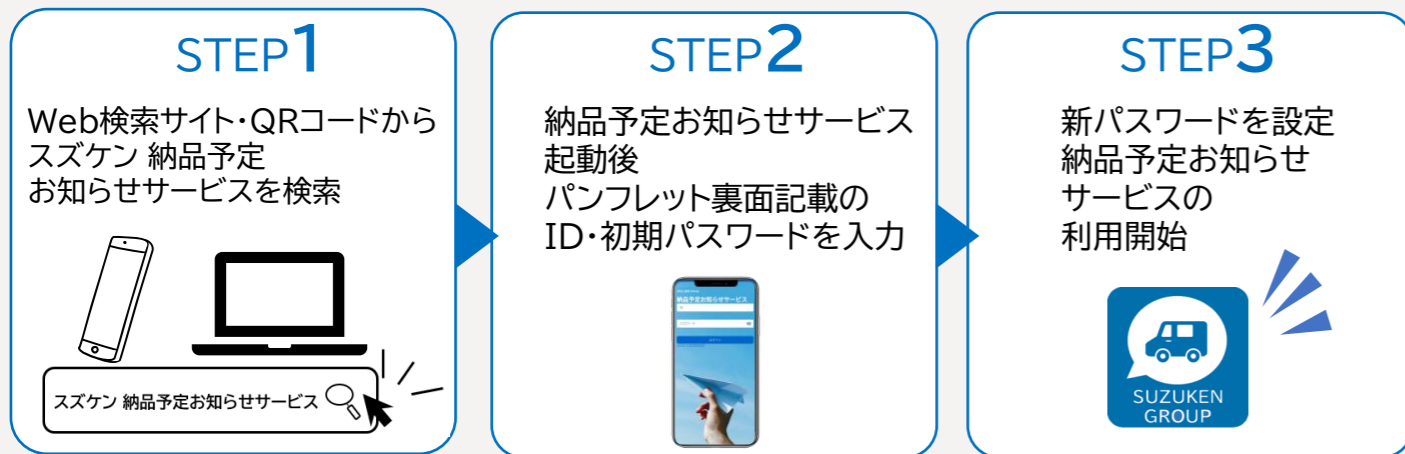 STEP1
Web検索サイト・QRコードから
スズケン 納品予定
お知らせサービスを検索
スズケン 納品予定お知らせサービス
STEP2
納品予定お知らせサービス
起動後
パンフレット裏面記載の
ID・初期パスワードを入力
納品予定お知らせサービス
STEP3
新パスワードを設定
納品予定お知らせ
サービスの
利用開始
SUZUKEN
GROUP